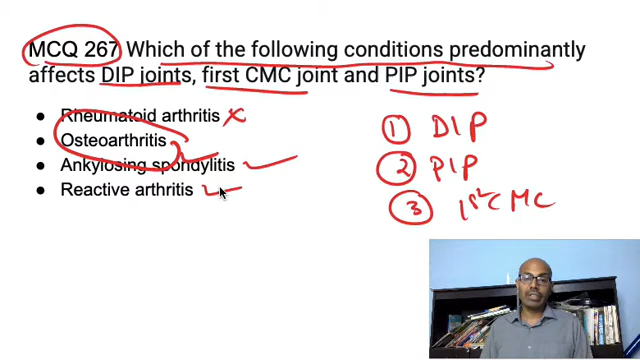 MCQ 267 Which of the following conditions predominantly
affects DIP joints, first CMC joint and PIP joints?
• Rheumatoid arthritis
• Osteoarthritis
• Ankylosing spondylitis
• Reactive arthritis
1 DIP
2 PIP
3 1st CMC